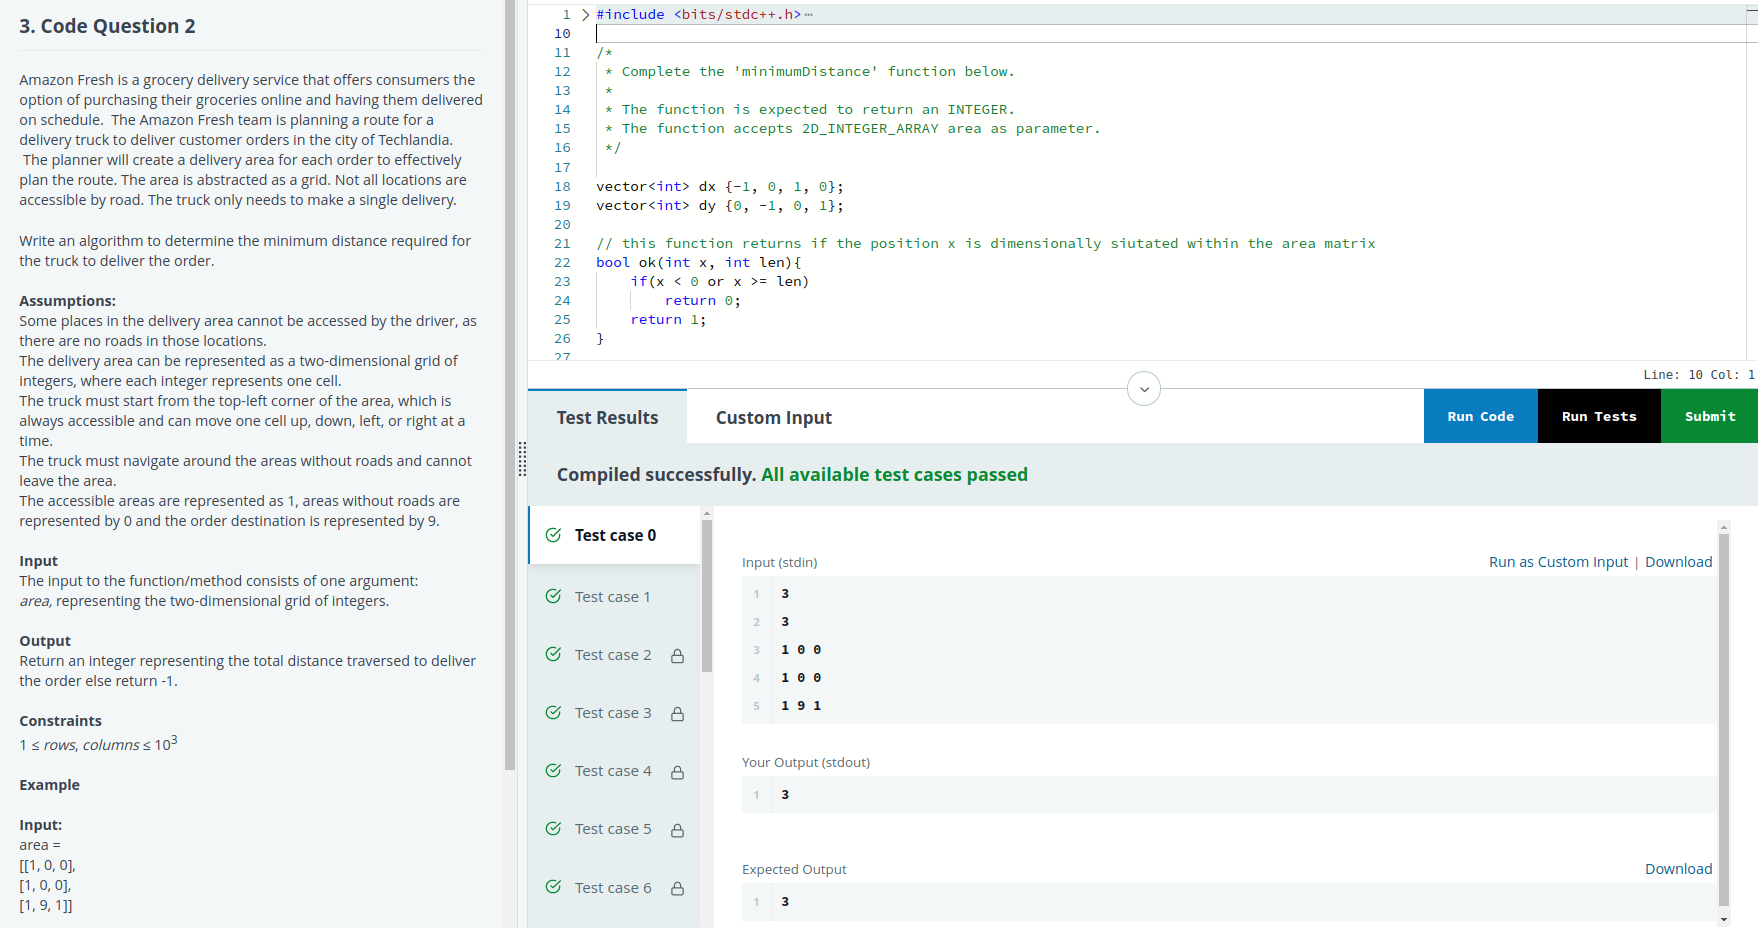 3. Code Question 2
Amazon Fresh is a grocery delivery service that offers consumers the
option of purchasing their groceries online and having them delivered
on schedule.  The Amazon Fresh team is planning a route for a
delivery truck to deliver customer orders in the city of Techlandia.
The planner will create a delivery area for each order to effectively
plan the route. The area is abstracted as a grid. Not all locations are
accessible by road. The truck only needs to make a single delivery.
Write an algorithm to determine the minimum distance required for
the truck to deliver the order.
Assumptions:
Some places in the delivery area cannot be accessed by the driver, as
there are no roads in those locations.
The delivery area can be represented as a two-dimensional grid of
integers, where each integer represents one cell.
The truck must start from the top-left corner of the area, which is
always accessible and can move one cell up, down, left, or right at a
time.
The truck must navigate around the areas without roads and cannot
leave the area.
The accessible areas are represented as 1, areas without roads are
represented by 0 and the order destination is represented by 9.
Input
The input to the function/method consists of one argument:
area, representing the two-dimensional grid of integers.
Output
Return an integer representing the total distance traversed to deliver
the order else return -1.
Constraints
1 ≤ rows, columns ≤ 10³
Example
Input:
area =
[[1, 0, 0],
[1, 0, 0],
[1, 9, 1]]
1 #include <bits/stdc++.h>⋯
10
11 /*
12 * Complete the 'minimumDistance' function below.
13 *
14 * The function is expected to return an INTEGER.
15 * The function accepts 2D_INTEGER_ARRAY area as parameter.
16 */
17
18 vector<int> dx {-1, 0, 1, 0};
19 vector<int> dy {0, -1, 0, 1};
20
21 // this function returns if the position x is dimensionally siutated within the area matrix
22 bool ok(int x, int len){
23 if(x < 0 or x >= len)
24 return 0;
25 return 1;
26 }
27
Line: 10 Col: 1
Test Results
Custom Input
Run Code
Run Tests
Submit
Compiled successfully. All available test cases passed
Test case 0
Test case 1
Test case 2
Test case 3
Test case 4
Test case 5
Test case 6
Input (stdin)
Run as Custom Input | Download
1 3
2 3
3 1 0 0
4 1 0 0
5 1 9 1
Your Output (stdout)
1 3
Expected Output
Download
1 3